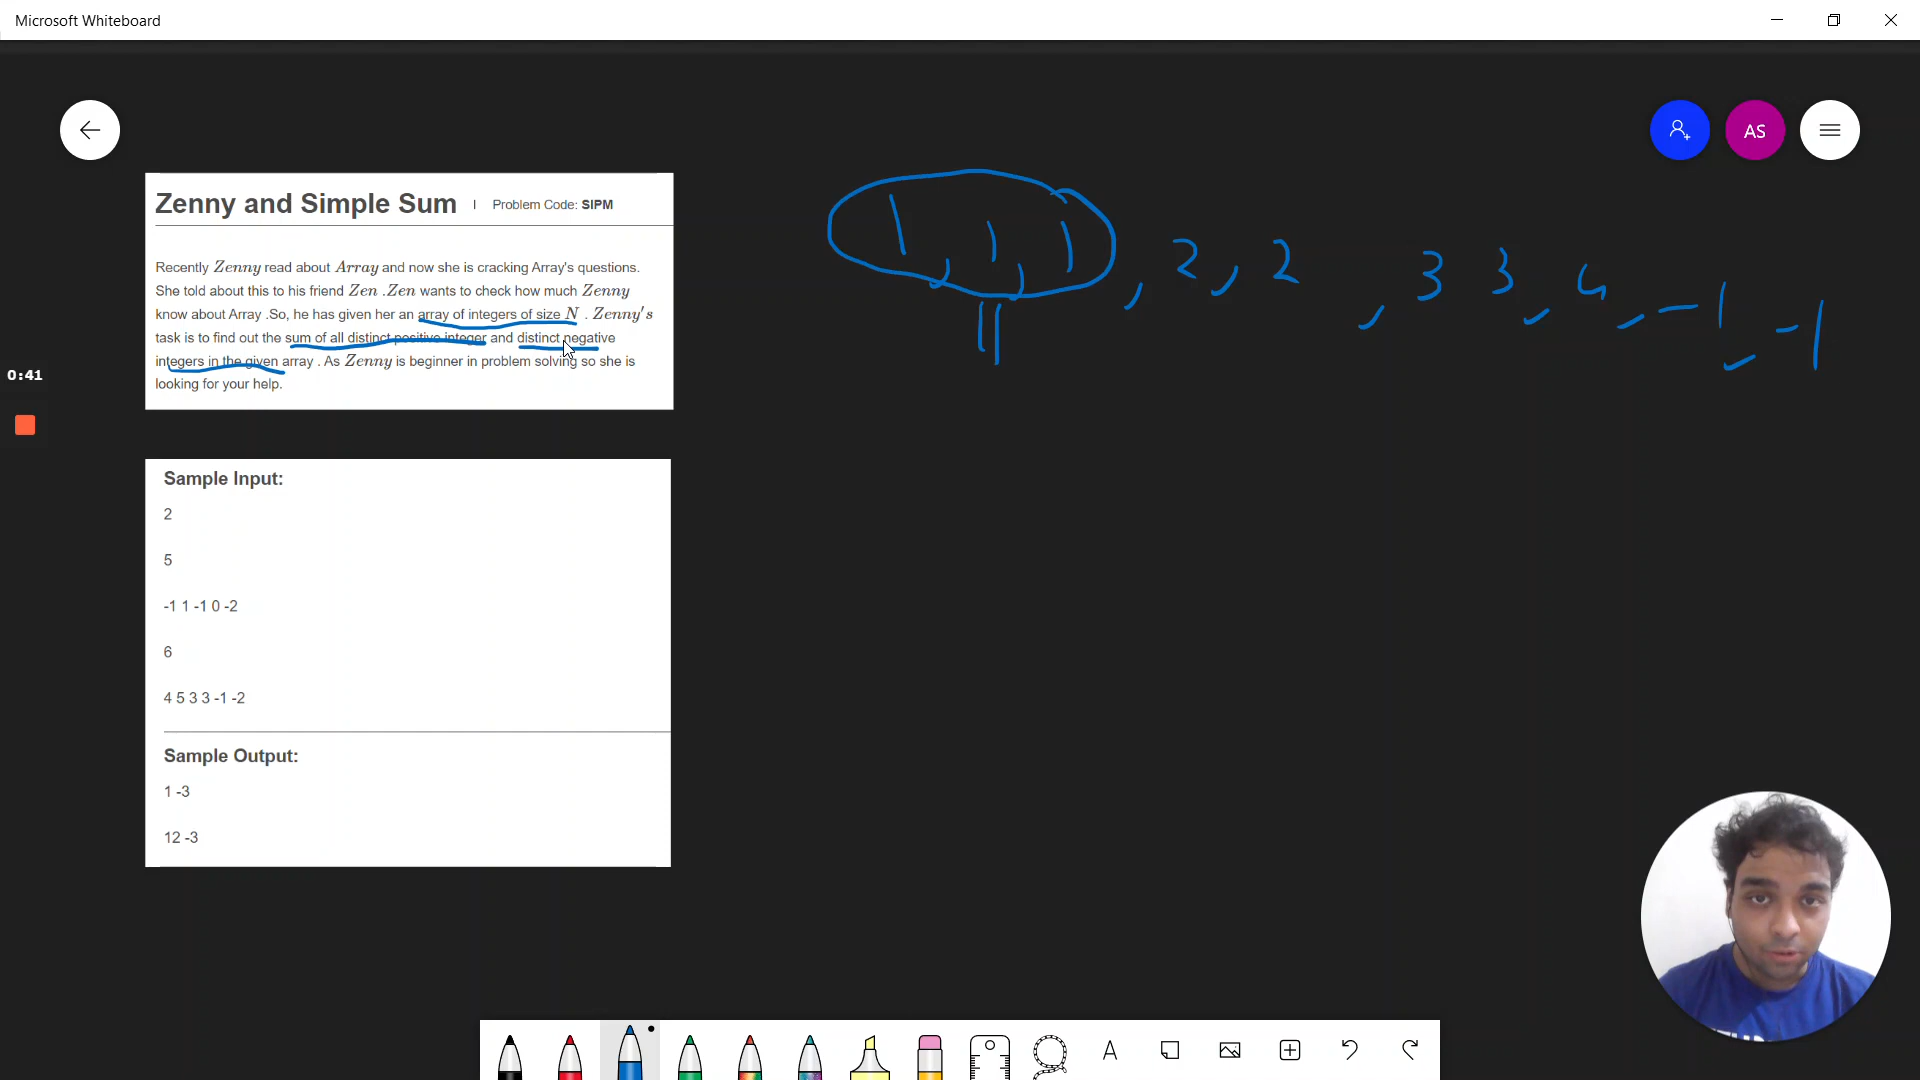 Microsoft Whiteboard
AS
Zenny and Simple Sum | Problem Code: SIPM
Recently Zenny read about Array and now she is cracking Array's questions.
She told about this to his friend Zen .Zen wants to check how much Zenny
know about Array .So, he has given her an array of integers of size N . Zenny's
task is to find out the sum of all distinct positive integer and distinct negative
integers in the given array . As Zenny is beginner in problem solving so she is
looking for your help.
1, 1, 1, 2, 2 , 3 3, 4, -1, -1
0:41
Sample Input:
2
5
-1 1 -1 0 -2
6
4 5 3 3 -1 -2
Sample Output:
1 -3
12 -3
A